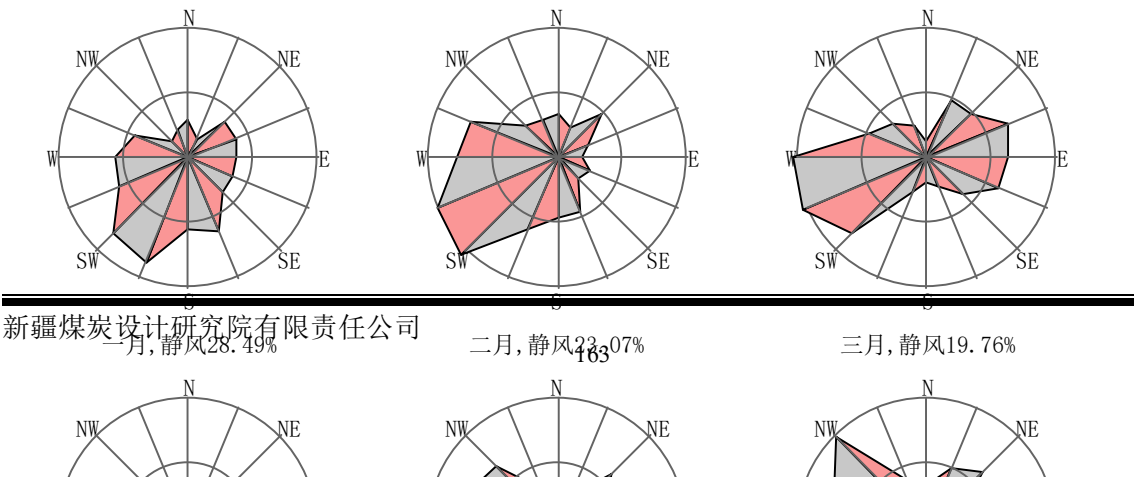 N N N
NW NE NW NE NW NE
W E W E W E
SW SE SW SE SW SE
S S S
新疆煤炭设计研究院有限责任公司
一月,静风28.49% 二月,静风23.07% 三月,静风19.76%
163
N N N
NW NE NW NE NW NE